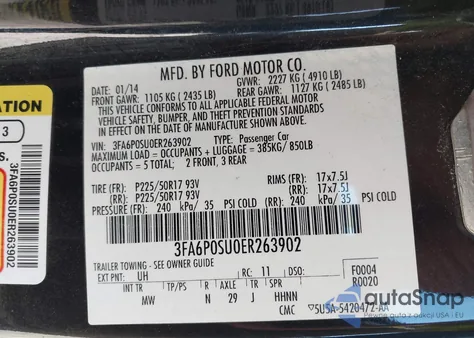 MFD. BY FORD MOTOR CO.
DATE: 01/14 GVWR: 2227 KG (4910 LB)
FRONT GAWR: 1105 KG (2435 LB) REAR GAWR: 1127 KG (2485 LB)
THIS VEHICLE CONFORMS TO ALL APPLICABLE FEDERAL MOTOR
VEHICLE SAFETY, BUMPER, AND THEFT PREVENTION STANDARDS
IN EFFECT ON THE DATE OF MANUFACTURE SHOWN ABOVE.
VIN: 3FA6P0SU0ER263902 TYPE: Passenger Car
MAXIMUM LOAD = OCCUPANTS + LUGGAGE = 385KG/850LB
OCCUPANTS = 5 TOTAL; 2 FRONT, 3 REAR
TIRE (F): P225/50R17 93V RIMS (F): 17x7.5J
TIRE (R): P225/50R17 93V (R): 17x7.5J
PRESSURE (F): 240 kPa/ 35 PSI COLD (R): 240 kPa/ 35 PSI COLD
3FA6P0SU0ER263902
TRAILER TOWING - SEE OWNER GUIDE
EXT PNT: UH RC: 11 DSO: F0004
R0020
INT TR TP/PS R AXLE TR SPR
MW N 29 J HHNN
CMC 5U5A-5420472-AA
ATION
3
S.
3FA6P0SU0ER263902
autoSnap